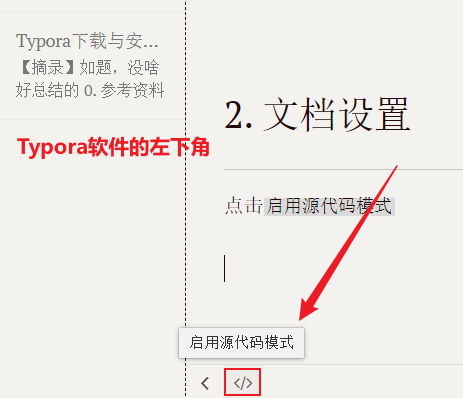 Typora下载与安...
【摘录】如题，没啥
好总结的 0. 参考资料
Typora软件的左下角
2. 文档设置
点击启用源代码模式
启用源代码模式
</>